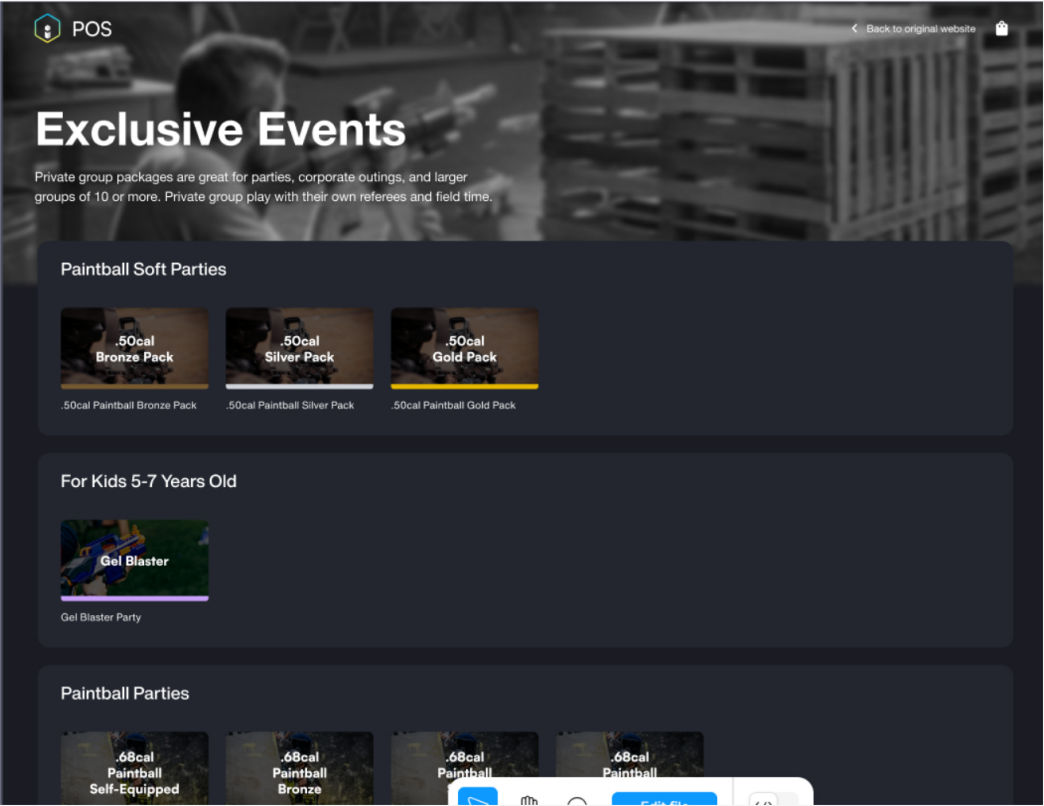 POS
Back to original website
Exclusive Events
Private group packages are great for parties, corporate outings, and larger
groups of 10 or more. Private group play with their own referees and field time.
Paintball Soft Parties
.50cal
Bronze Pack
.50cal
Silver Pack
.50cal
Gold Pack
.50cal Paintball Bronze Pack
.50cal Paintball Silver Pack
.50cal Paintball Gold Pack
For Kids 5-7 Years Old
Gel Blaster
Gel Blaster Party
Paintball Parties
.68cal
Paintball
Self-Equipped
.68cal
Paintball
Bronze
.68cal
Paintball
.68cal
Paintball
Edit file